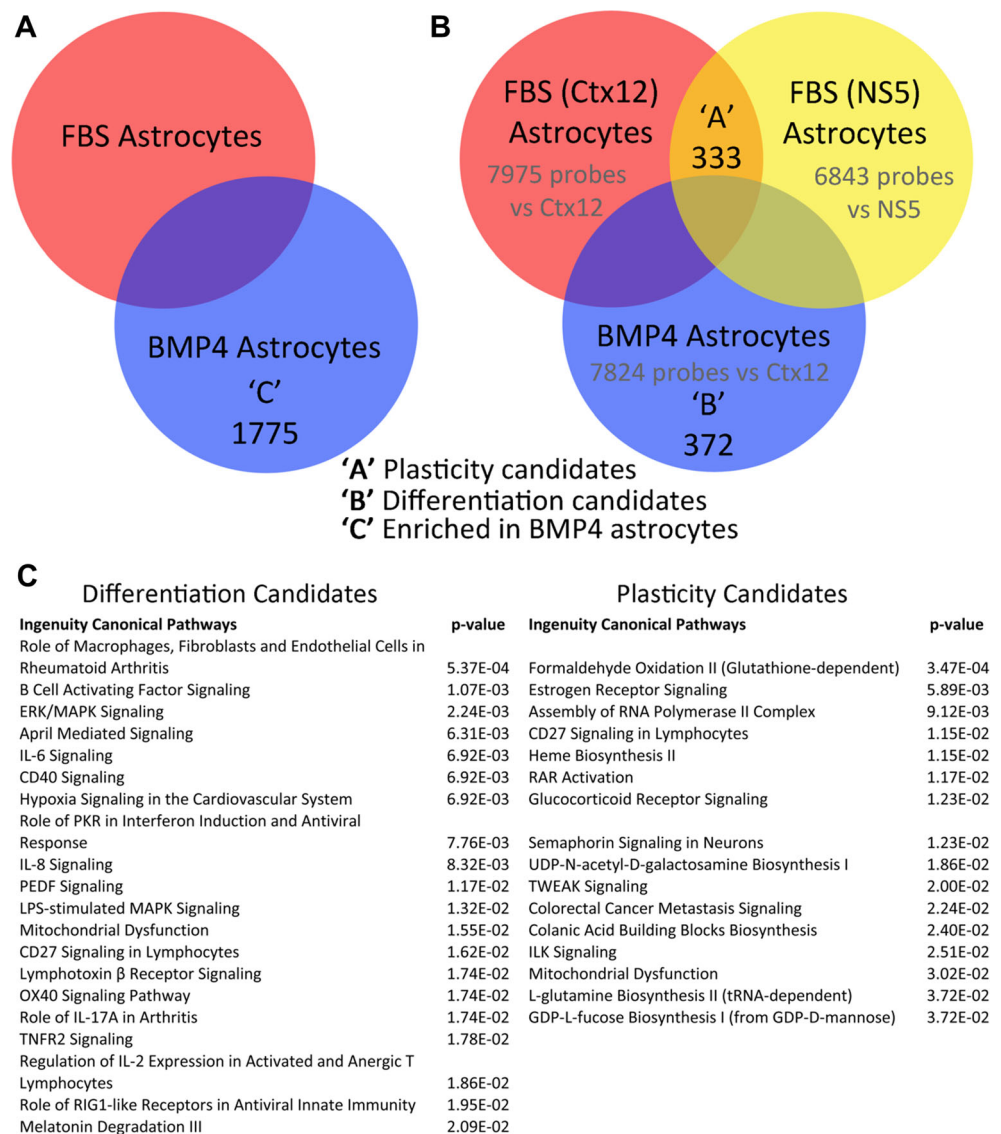 A
FBS Astrocytes
BMP4 Astrocytes
‘C’
1775
B
FBS (Ctx12)
Astrocytes
7975 probes
vs Ctx12
‘A’
333
FBS (NS5)
Astrocytes
6843 probes
vs NS5
BMP4 Astrocytes
7824 probes vs Ctx12
‘B’
372
‘A’ Plasticity candidates
‘B’ Differentiation candidates
‘C’ Enriched in BMP4 astrocytes
C
Differentiation Candidates
Ingenuity Canonical Pathways p-value
Role of Macrophages, Fibroblasts and Endothelial Cells in
Rheumatoid Arthritis 5.37E-04
B Cell Activating Factor Signaling 1.07E-03
ERK/MAPK Signaling 2.24E-03
April Mediated Signaling 6.31E-03
IL-6 Signaling 6.92E-03
CD40 Signaling 6.92E-03
Hypoxia Signaling in the Cardiovascular System 6.92E-03
Role of PKR in Interferon Induction and Antiviral
Response 7.76E-03
IL-8 Signaling 8.32E-03
PEDF Signaling 1.17E-02
LPS-stimulated MAPK Signaling 1.32E-02
Mitochondrial Dysfunction 1.55E-02
CD27 Signaling in Lymphocytes 1.62E-02
Lymphotoxin β Receptor Signaling 1.74E-02
OX40 Signaling Pathway 1.74E-02
Role of IL-17A in Arthritis 1.74E-02
TNFR2 Signaling 1.78E-02
Regulation of IL-2 Expression in Activated and Anergic T
Lymphocytes 1.86E-02
Role of RIG1-like Receptors in Antiviral Innate Immunity 1.95E-02
Melatonin Degradation III 2.09E-02
Plasticity Candidates
Ingenuity Canonical Pathways p-value
Formaldehyde Oxidation II (Glutathione-dependent) 3.47E-04
Estrogen Receptor Signaling 5.89E-03
Assembly of RNA Polymerase II Complex 9.12E-03
CD27 Signaling in Lymphocytes 1.15E-02
Heme Biosynthesis II 1.15E-02
RAR Activation 1.17E-02
Glucocorticoid Receptor Signaling 1.23E-02
Semaphorin Signaling in Neurons 1.23E-02
UDP-N-acetyl-D-galactosamine Biosynthesis I 1.86E-02
TWEAK Signaling 2.00E-02
Colorectal Cancer Metastasis Signaling 2.24E-02
Colanic Acid Building Blocks Biosynthesis 2.40E-02
ILK Signaling 2.51E-02
Mitochondrial Dysfunction 3.02E-02
L-glutamine Biosynthesis II (tRNA-dependent) 3.72E-02
GDP-L-fucose Biosynthesis I (from GDP-D-mannose) 3.72E-02